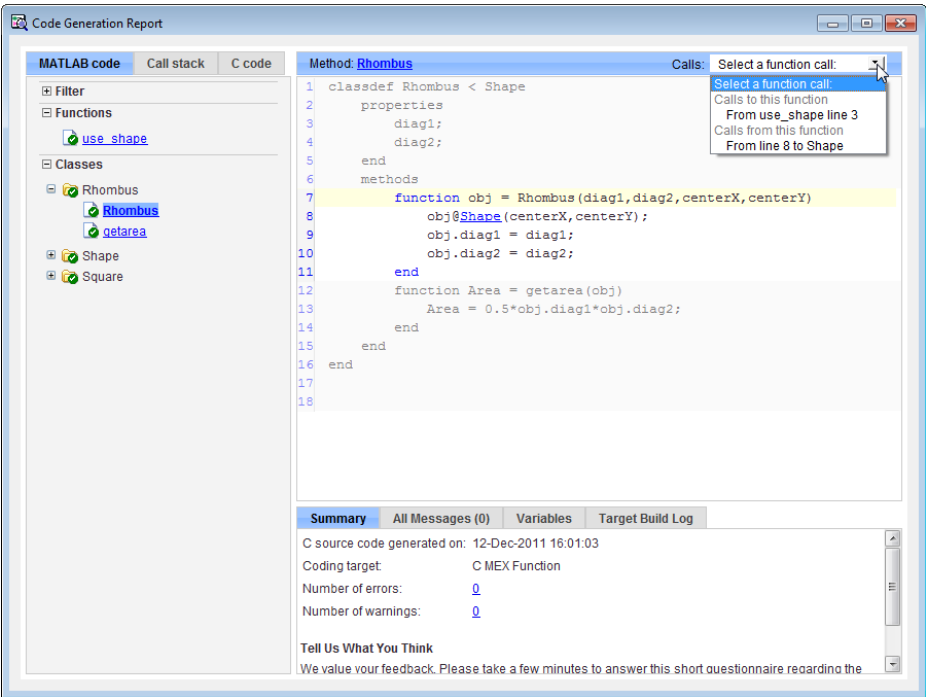 Code Generation Report
MATLAB code Call stack C code
Filter
Functions
use_shape
Classes
Rhombus
Rhombus
getarea
Shape
Square
Method: Rhombus Calls: Select a function call:
Select a function call:
Calls to this function
From use_shape line 3
Calls from this function
From line 8 to Shape
1 classdef Rhombus < Shape
2 properties
3 diag1;
4 diag2;
5 end
6 methods
7 function obj = Rhombus(diag1,diag2,centerX,centerY)
8 obj@Shape(centerX,centerY);
9 obj.diag1 = diag1;
10 obj.diag2 = diag2;
11 end
12 function Area = getarea(obj)
13 Area = 0.5*obj.diag1*obj.diag2;
14 end
15 end
16 end
17
18
Summary All Messages (0) Variables Target Build Log
C source code generated on: 12-Dec-2011 16:01:03
Coding target: C MEX Function
Number of errors: 0
Number of warnings: 0
Tell Us What You Think
We value your feedback. Please take a few minutes to answer this short questionnaire regarding the